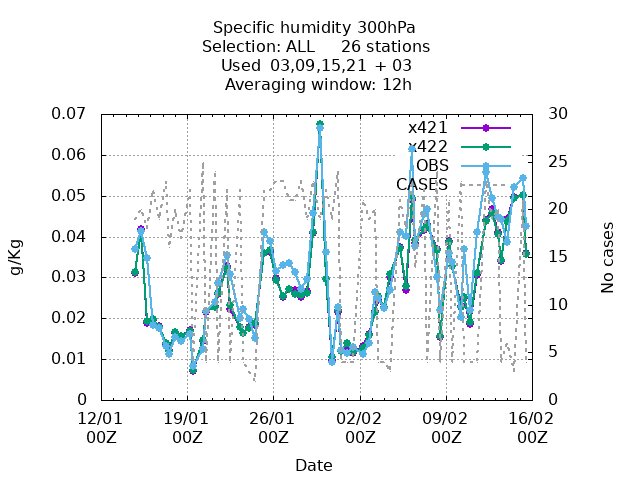 Specific humidity 300hPa
Selection: ALL 26 stations
Used 03,09,15,21 + 03
Averaging window: 12h
0.07
0.06
0.05
0.04
0.03
0.02
0.01
0
30
25
20
15
10
5
0
x421
x422
OBS
CASES
g/Kg
No cases
12/01 19/01 26/01 02/02 09/02 16/02
00Z 00Z 00Z 00Z 00Z 00Z
Date